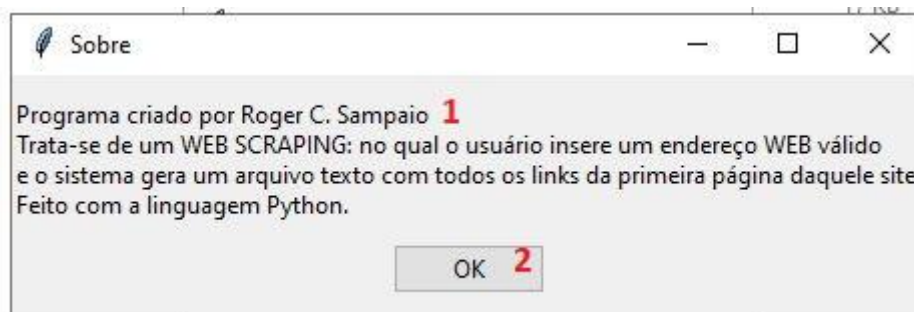 Sobre
Programa criado por Roger C. Sampaio 1
Trata-se de um WEB SCRAPING: no qual o usuário insere um endereço WEB válido
e o sistema gera um arquivo texto com todos os links da primeira página daquele site
Feito com a linguagem Python.
OK 2